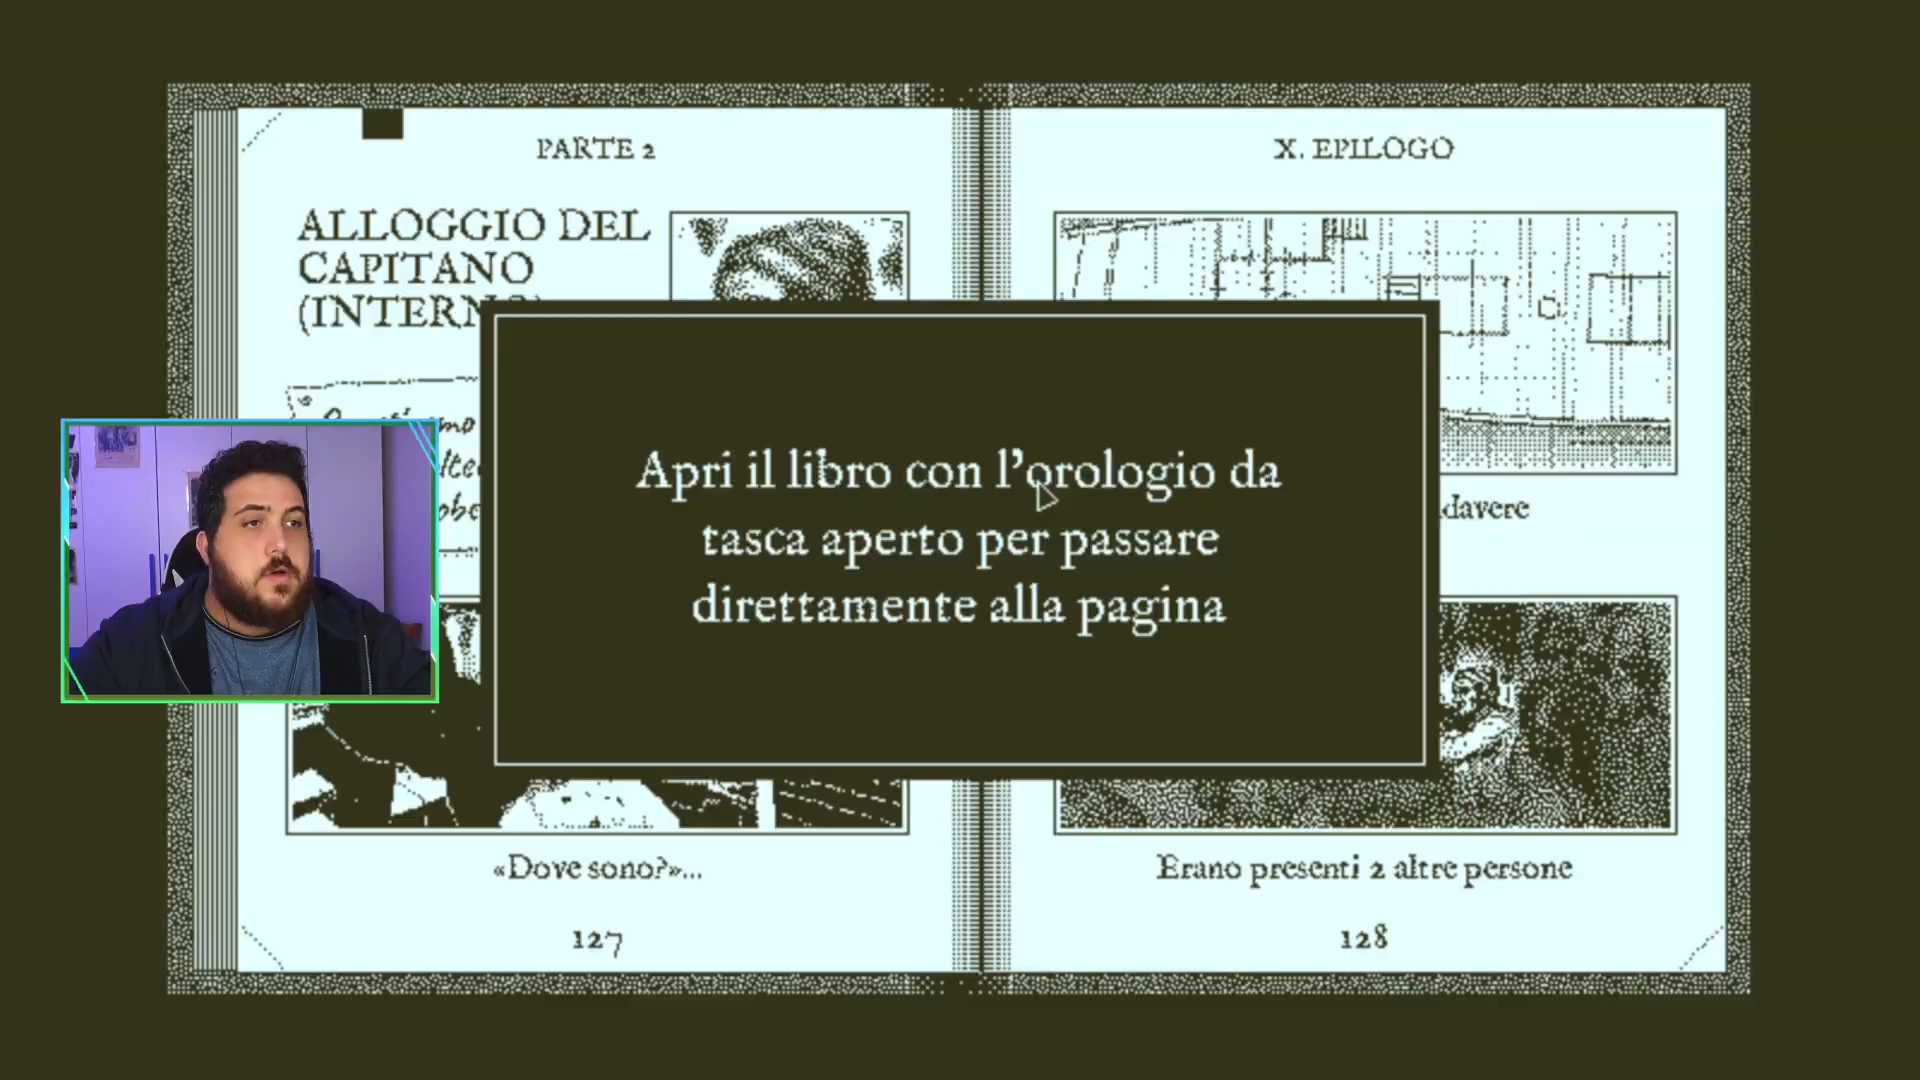 PARTE 2
ALLOGGIO DEL
CAPITANO
«Dove sono?»...
127
X. EPILOGO
Erano presenti 2 altre persone
128
Apri il libro con l'orologio da
tasca aperto per passare
direttamente alla pagina